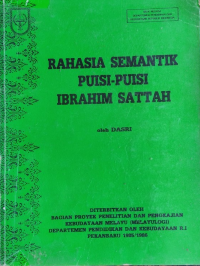 RAHASIA SEMANTIK
PUISI-PUISI
IBRAHIM SATTAH
oleh DASRI
DITERBITKAN OLEH
BAGIAN PROYEK PENELITIAN DAN PENGKAJIAN
KEBUDAYAAN MELAYU (MELAYULOGI)
DEPARTEMEN PENDIDIKAN DAN KEBUDAYAAN R.I
PEKANBARU 1985/1986